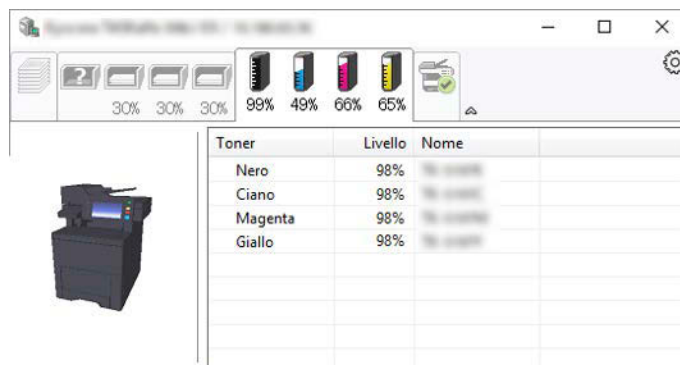 30% 30% 30% 99% 49% 66% 65%
Toner Livello Nome
Nero 98%
Ciano 98%
Magenta 98%
Giallo 98%